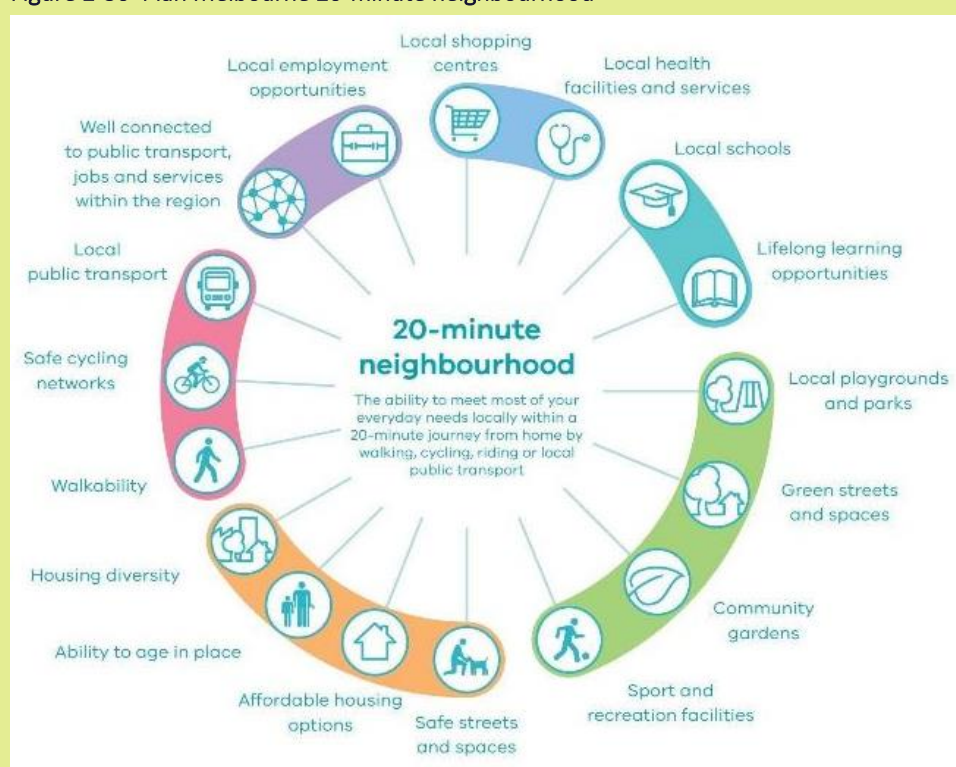 Local shopping
centres
Local health
facilities and services
Local schools
Lifelong learning
opportunities
Local playgrounds
and parks
Green streets
and spaces
Community
gardens
Sport and
recreation facilities
Safe streets
and spaces
Affordable housing
options
Ability to age in place
Housing diversity
Walkability
Safe cycling
networks
Local
public transport
Well connected
to public transport,
jobs and services
within the region
Local employment
opportunities
20-minute
neighbourhood
The ability to meet most of your
everyday needs locally within a
20-minute journey from home by
walking, cycling, riding or local
public transport